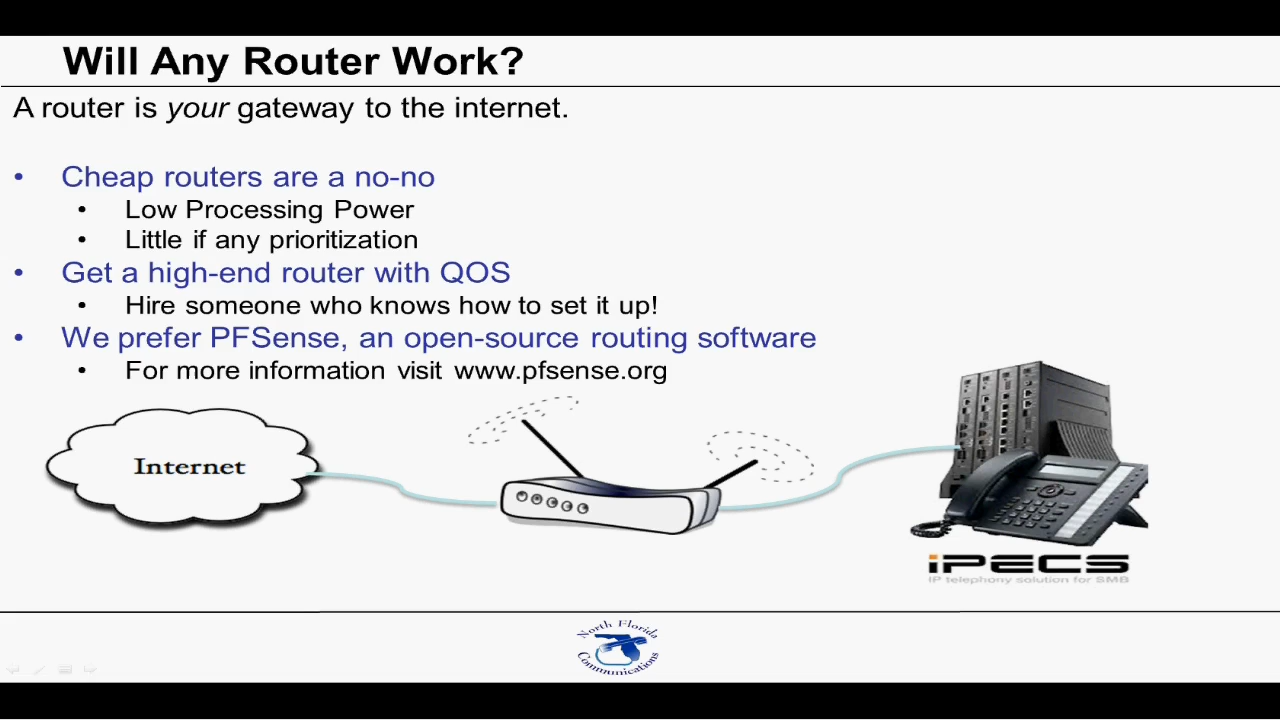 Will Any Router Work?
A router is your gateway to the internet.
• Cheap routers are a no-no
• Low Processing Power
• Little if any prioritization
• Get a high-end router with QOS
• Hire someone who knows how to set it up!
• We prefer PFSense, an open-source routing software
• For more information visit www.pfsense.org
Internet
iPECS
IP telephony solution for SMB
North Florida
Communications